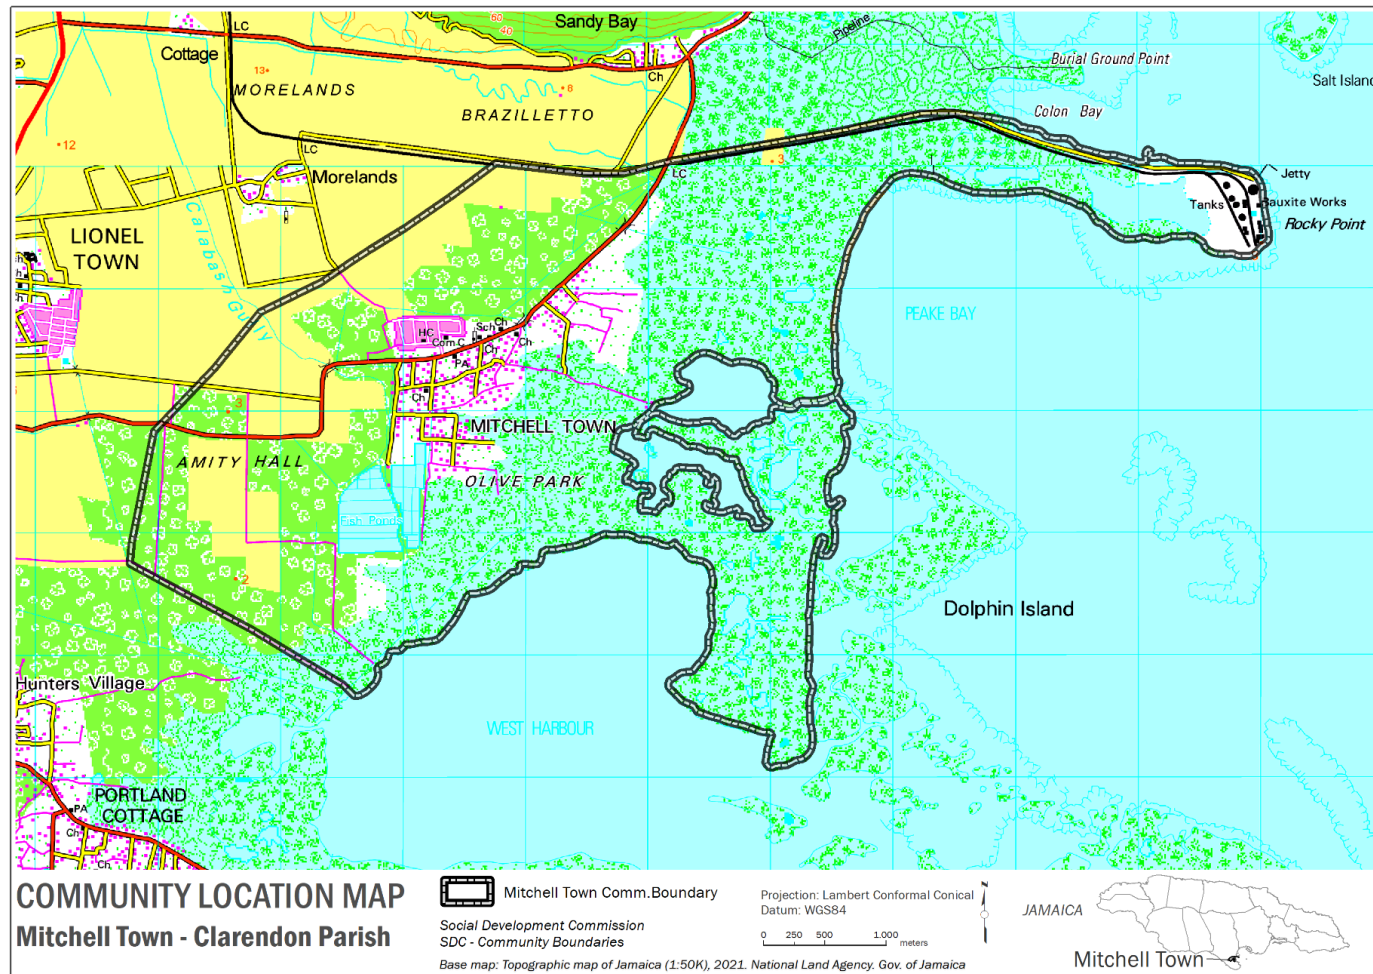 Sandy Bay
60
40
LC
Cottage
Ch
Pipeline
Burial Ground Point
Salt Island
13
MORELANDS
8
BRAZILLETTO
Colon Bay
12
LC
3
Morelands
LC
Jetty
Tanks
Bauxite Works
Rocky Point
LIONEL
TOWN
Calabash Gully
PEAKE BAY
HC
Sch
Ch
Com.C
Ch
Ch
PA
Ch
3
MITCHELL TOWN
AMITY HALL
OLIVE PARK
Fish Ponds
2
Dolphin Island
Hunters Village
WEST HARBOUR
PORTLAND
COTTAGE
PA
Ch
Ch
COMMUNITY LOCATION MAP
Mitchell Town - Clarendon Parish
Mitchell Town Comm.Boundary
Social Development Commission
SDC - Community Boundaries
Base map: Topographic map of Jamaica (1:50K), 2021. National Land Agency. Gov. of Jamaica
Projection: Lambert Conformal Conical
Datum: WGS84
0 250 500 1,000
meters
N
JAMAICA
Mitchell Town